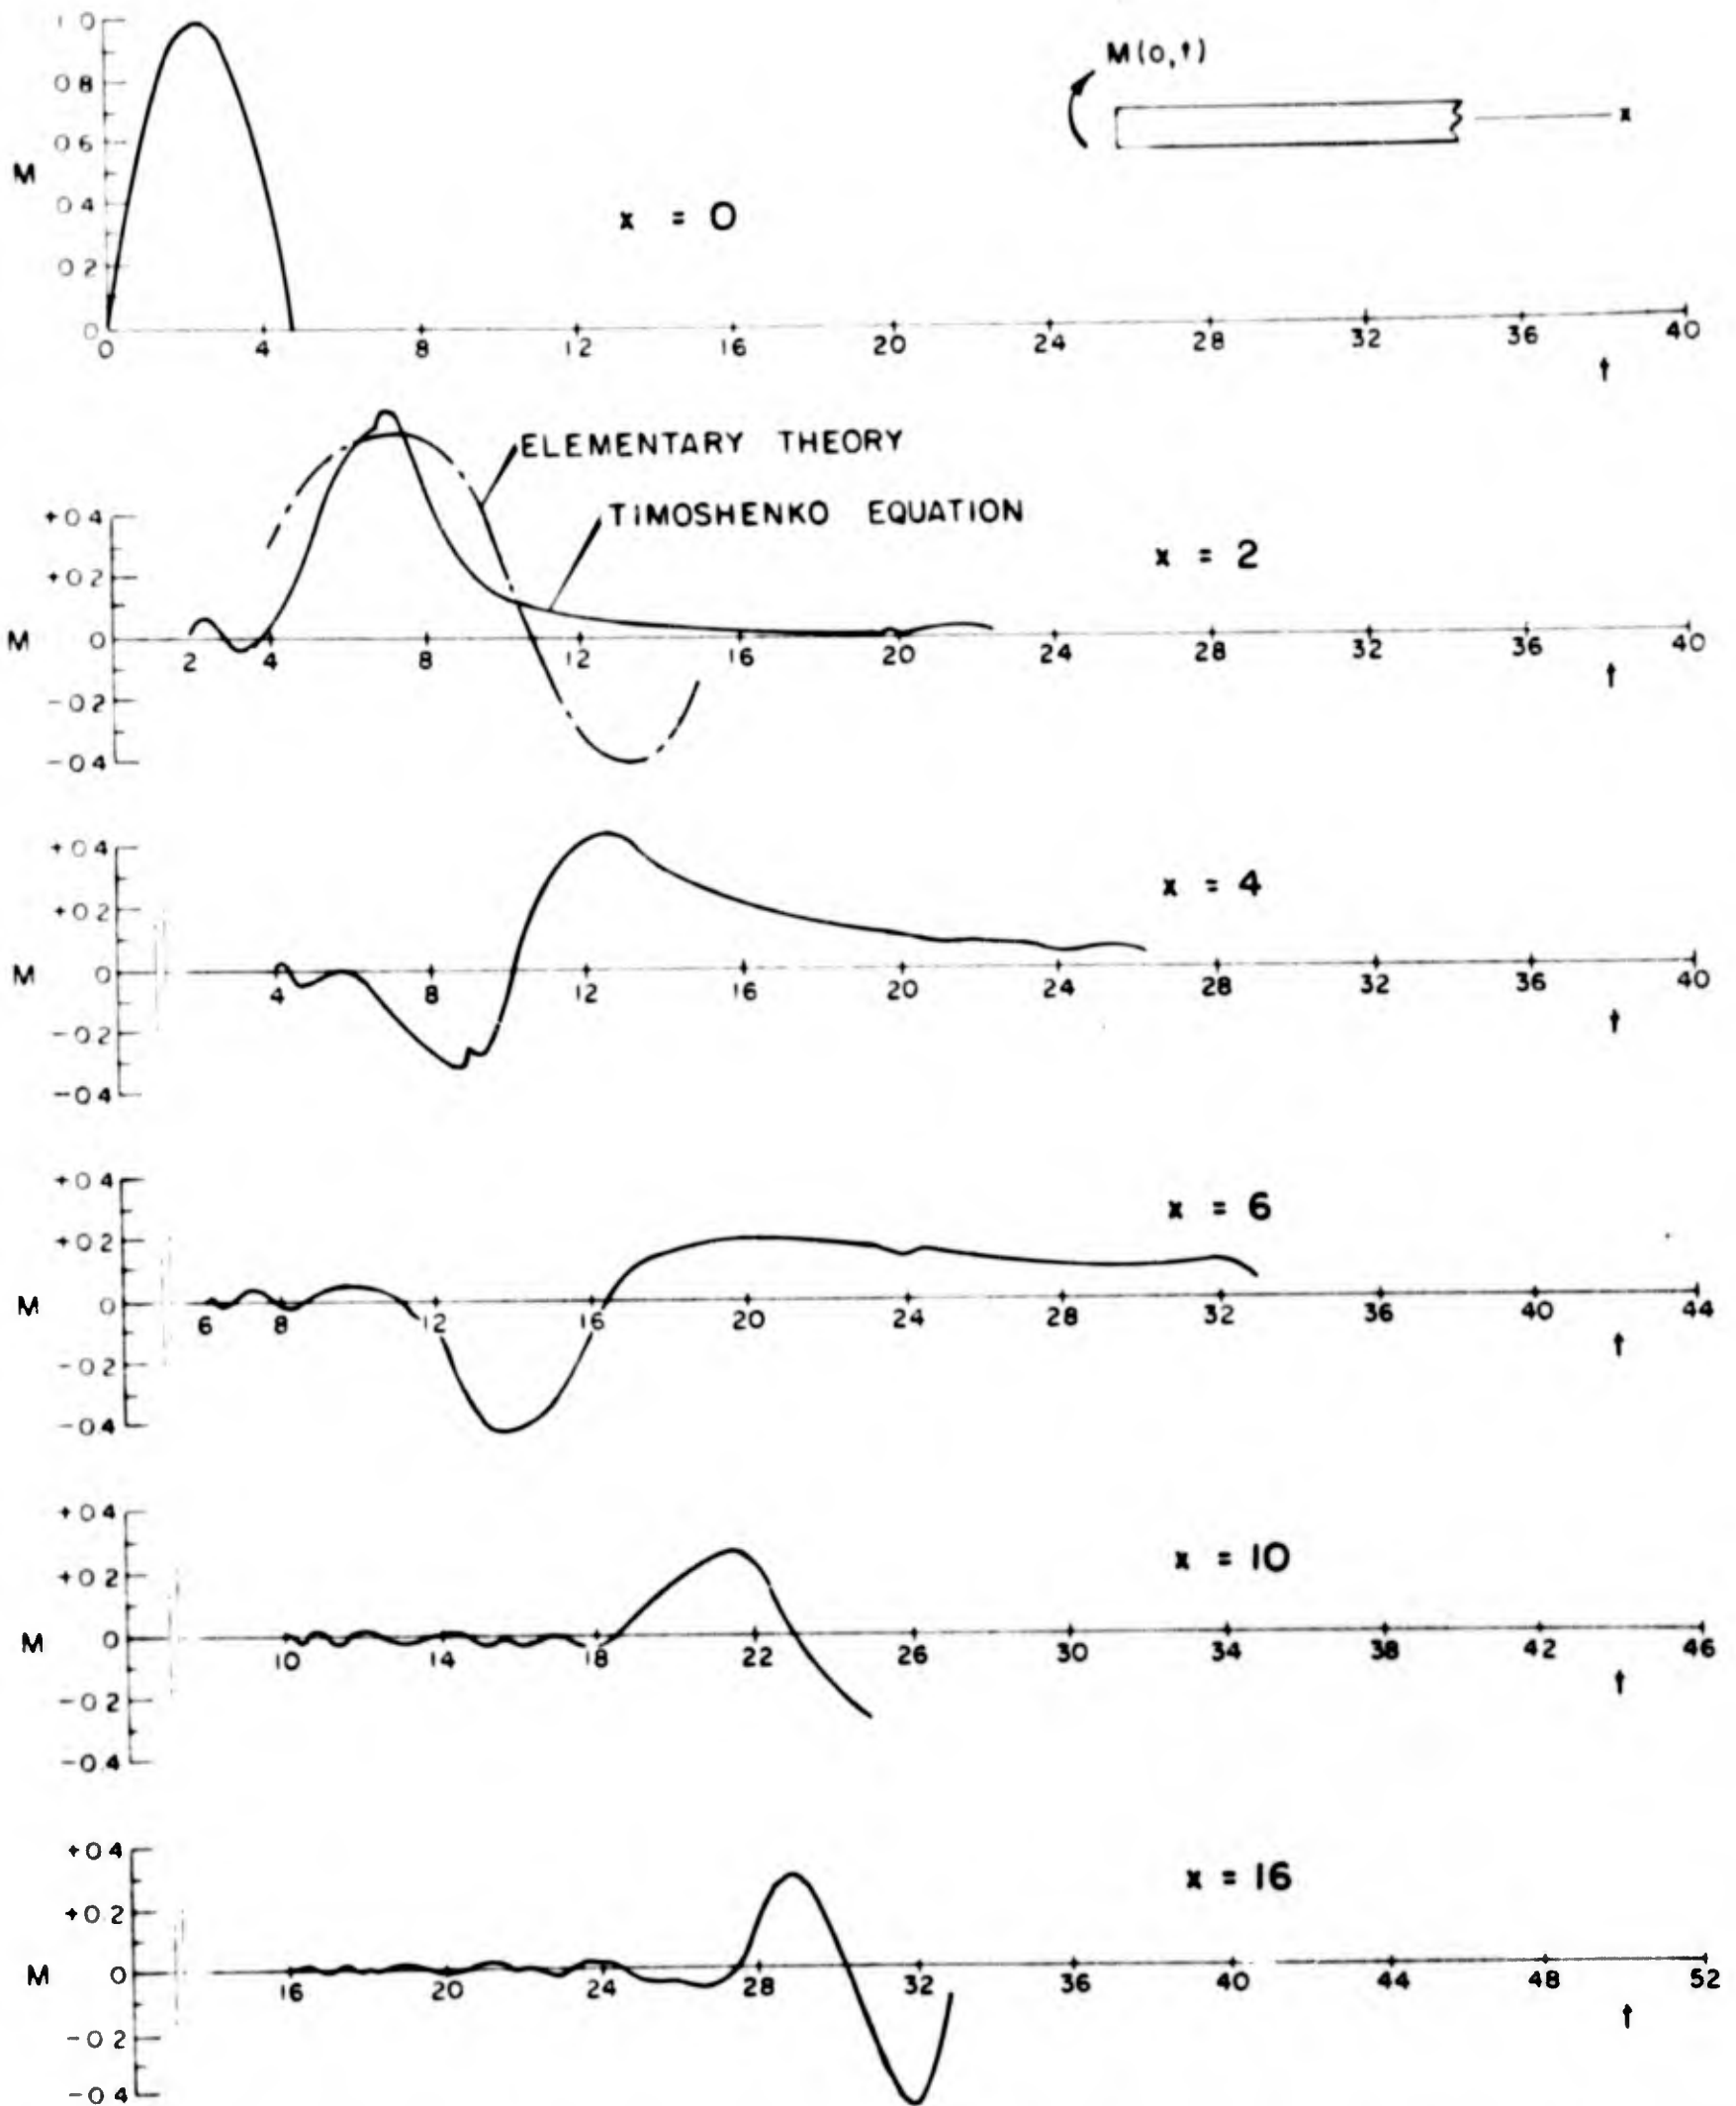 1 0
0 8
0 6
M
0 4
0 2
0
0 4 8 12 16 20 24 28 32 36 40
t
M(0,t)
x
x = 0
ELEMENTARY THEORY
TIMOSHENKO EQUATION
x = 2
+0 4
+0 2
M 0
-0 2
-0 4
2 4 8 12 16 20 24 28 32 36 40
t
x = 4
+0 4
+0 2
M 0
-0 2
-0 4
4 8 12 16 20 24 28 32 36 40
t
x = 6
+0 4
+0 2
M 0
-0 2
-0 4
6 8 12 16 20 24 28 32 36 40 44
t
x = 10
+0 4
+0 2
M 0
-0 2
-0.4
10 14 18 22 26 30 34 38 42 46
t
x = 16
+0 4
+0.2
M 0
-0 2
-0 4
16 20 24 28 32 36 40 44 48 52
t